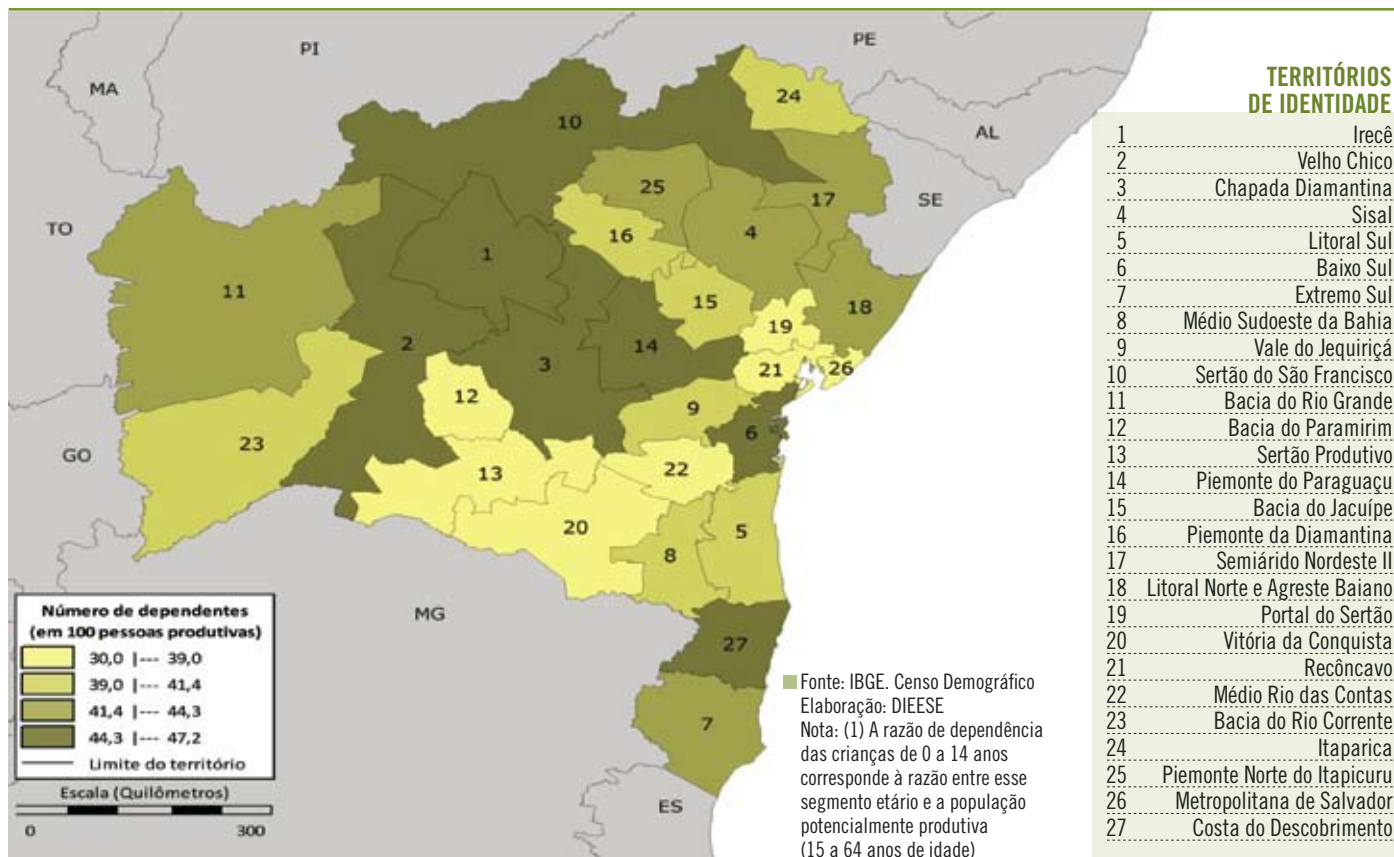 PI
PE
MA
AL
SE
TO
GO
MG
ES
10
24
25
17
16
4
1
11
15
18
19
2
14
3
21
26
12
9
6
23
22
13
20
5
8
27
7
Número de dependentes
(em 100 pessoas produtivas)
30,0 |--- 39,0
39,0 |--- 41,4
41,4 |--- 44,3
44,3 |--- 47,2
Limite do território
Escala (Quilômetros)
0 300
Fonte: IBGE. Censo Demográfico
Elaboração: DIEESE
Nota: (1) A razão de dependência
das crianças de 0 a 14 anos
corresponde à razão entre esse
segmento etário e a população
potencialmente produtiva
(15 a 64 anos de idade)
TERRITÓRIOS
DE IDENTIDADE
1 Irecê
2 Velho Chico
3 Chapada Diamantina
4 Sisal
5 Litoral Sul
6 Baixo Sul
7 Extremo Sul
8 Médio Sudoeste da Bahia
9 Vale do Jequiriçá
10 Sertão do São Francisco
11 Bacia do Rio Grande
12 Bacia do Paramirim
13 Sertão Produtivo
14 Piemonte do Paraguaçu
15 Bacia do Jacuípe
16 Piemonte da Diamantina
17 Semiárido Nordeste II
18 Litoral Norte e Agreste Baiano
19 Portal do Sertão
20 Vitória da Conquista
21 Recôncavo
22 Médio Rio das Contas
23 Bacia do Rio Corrente
24 Itaparica
25 Piemonte Norte do Itapicuru
26 Metropolitana de Salvador
27 Costa do Descobrimento